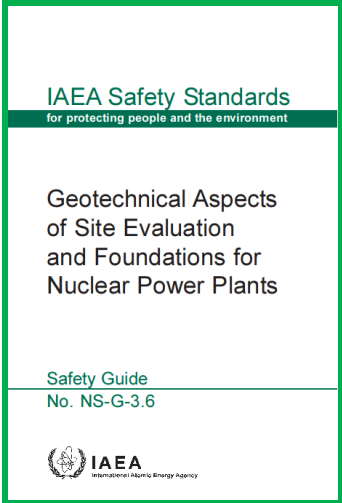 IAEA Safety Standards
for protecting people and the environment
Geotechnical Aspects
of Site Evaluation
and Foundations for
Nuclear Power Plants
Safety Guide
No. NS-G-3.6
IAEA
International Atomic Energy Agency